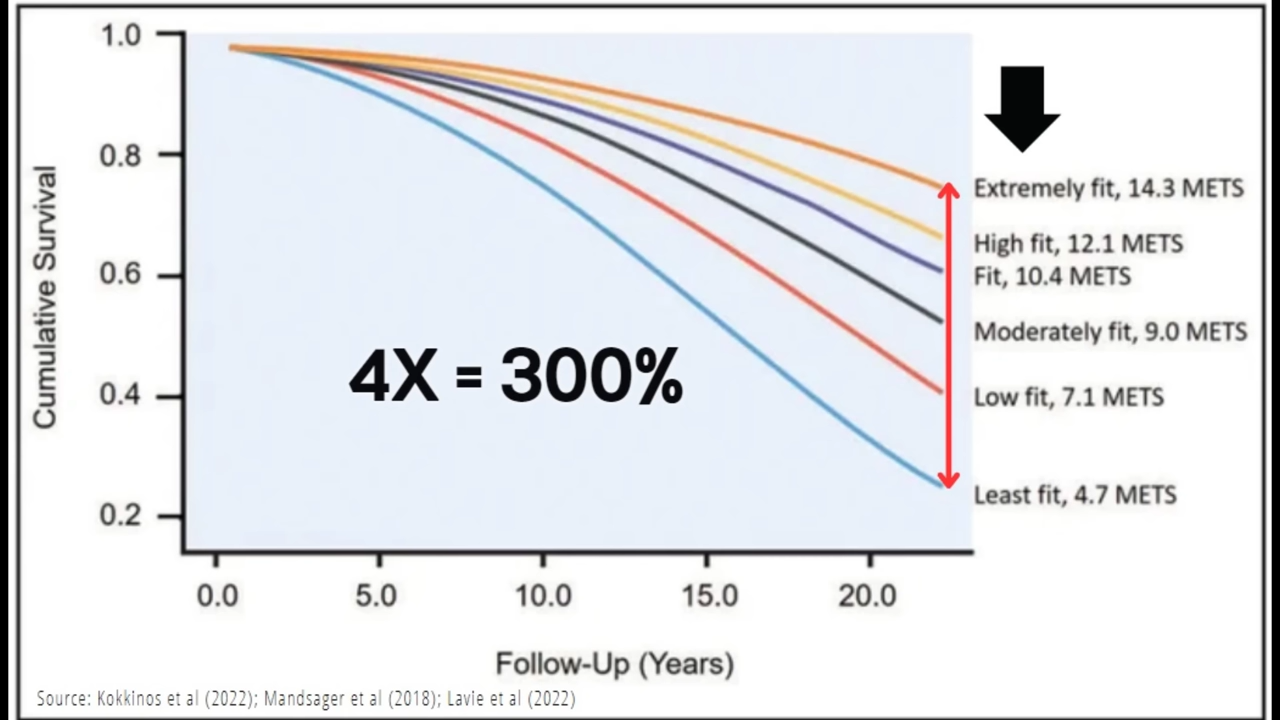 1.0
0.8
0.6
0.4
0.2
Cumulative Survival
0.0 5.0 10.0 15.0 20.0
Follow-Up (Years)
4X = 300%
Extremely fit, 14.3 METS
High fit, 12.1 METS
Fit, 10.4 METS
Moderately fit, 9.0 METS
Low fit, 7.1 METS
Least fit, 4.7 METS
Source: Kokkinos et al (2022); Mandsager et al (2018); Lavie et al (2022)